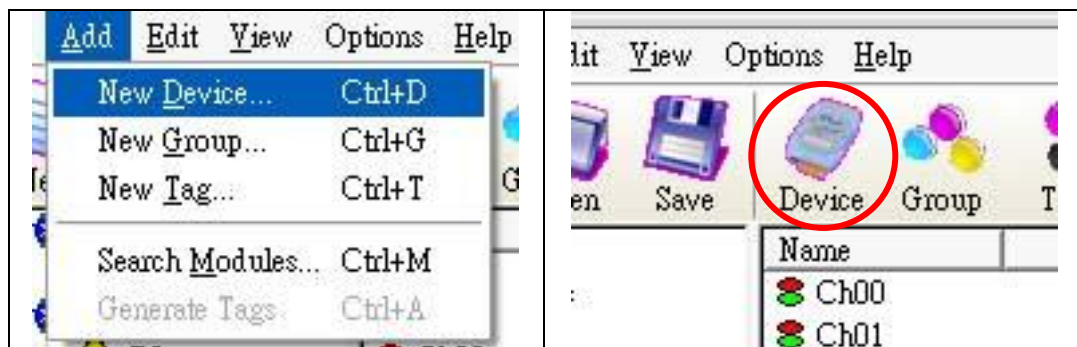 Add Edit View Options Help
New Device... Ctrl+D
New Group... Ctrl+G
New Tag... Ctrl+T
Search Modules... Ctrl+M
Generate Tags Ctrl+A
View Options Help
Save Device Group
Name
Ch00
Ch01